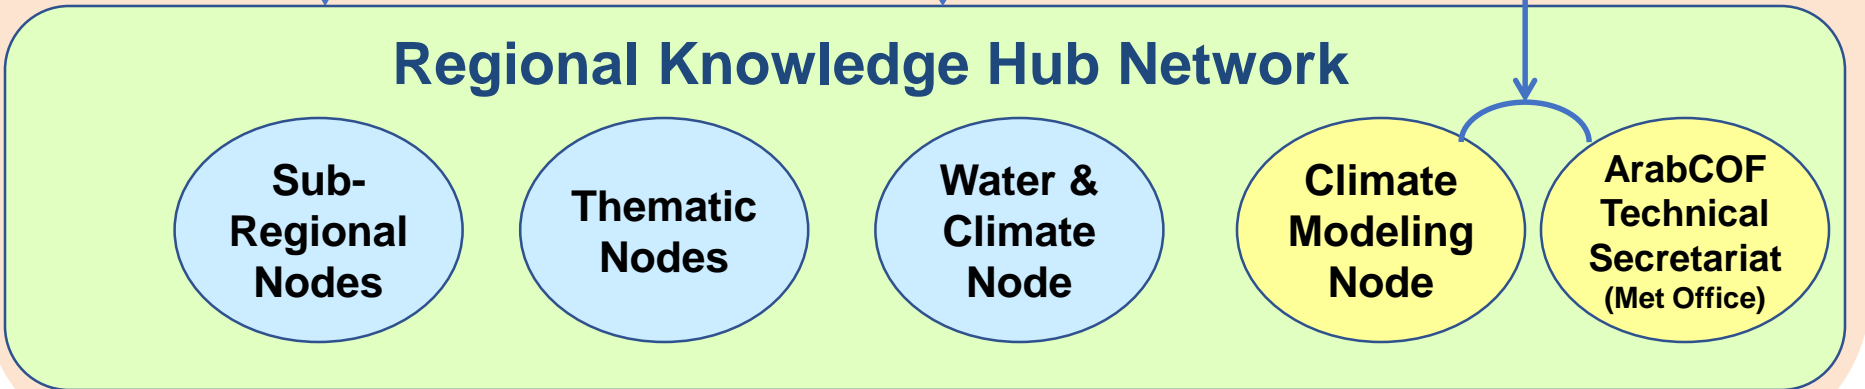 Regional Knowledge Hub Network
Sub-
Regional
Nodes
Thematic
Nodes
Water &
Climate
Node
Climate
Modeling
Node
ArabCOF
Technical
Secretariat
(Met Office)